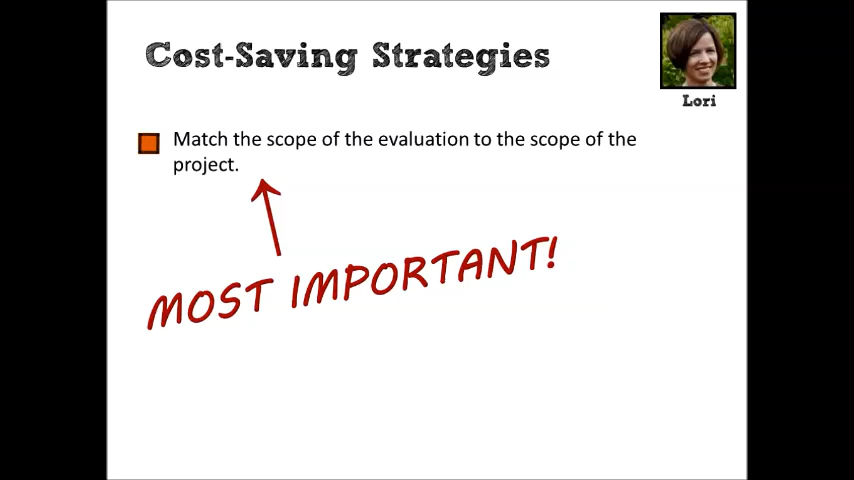 Cost-Saving Strategies
Lori
Match the scope of the evaluation to the scope of the
project.
MOST IMPORTANT!